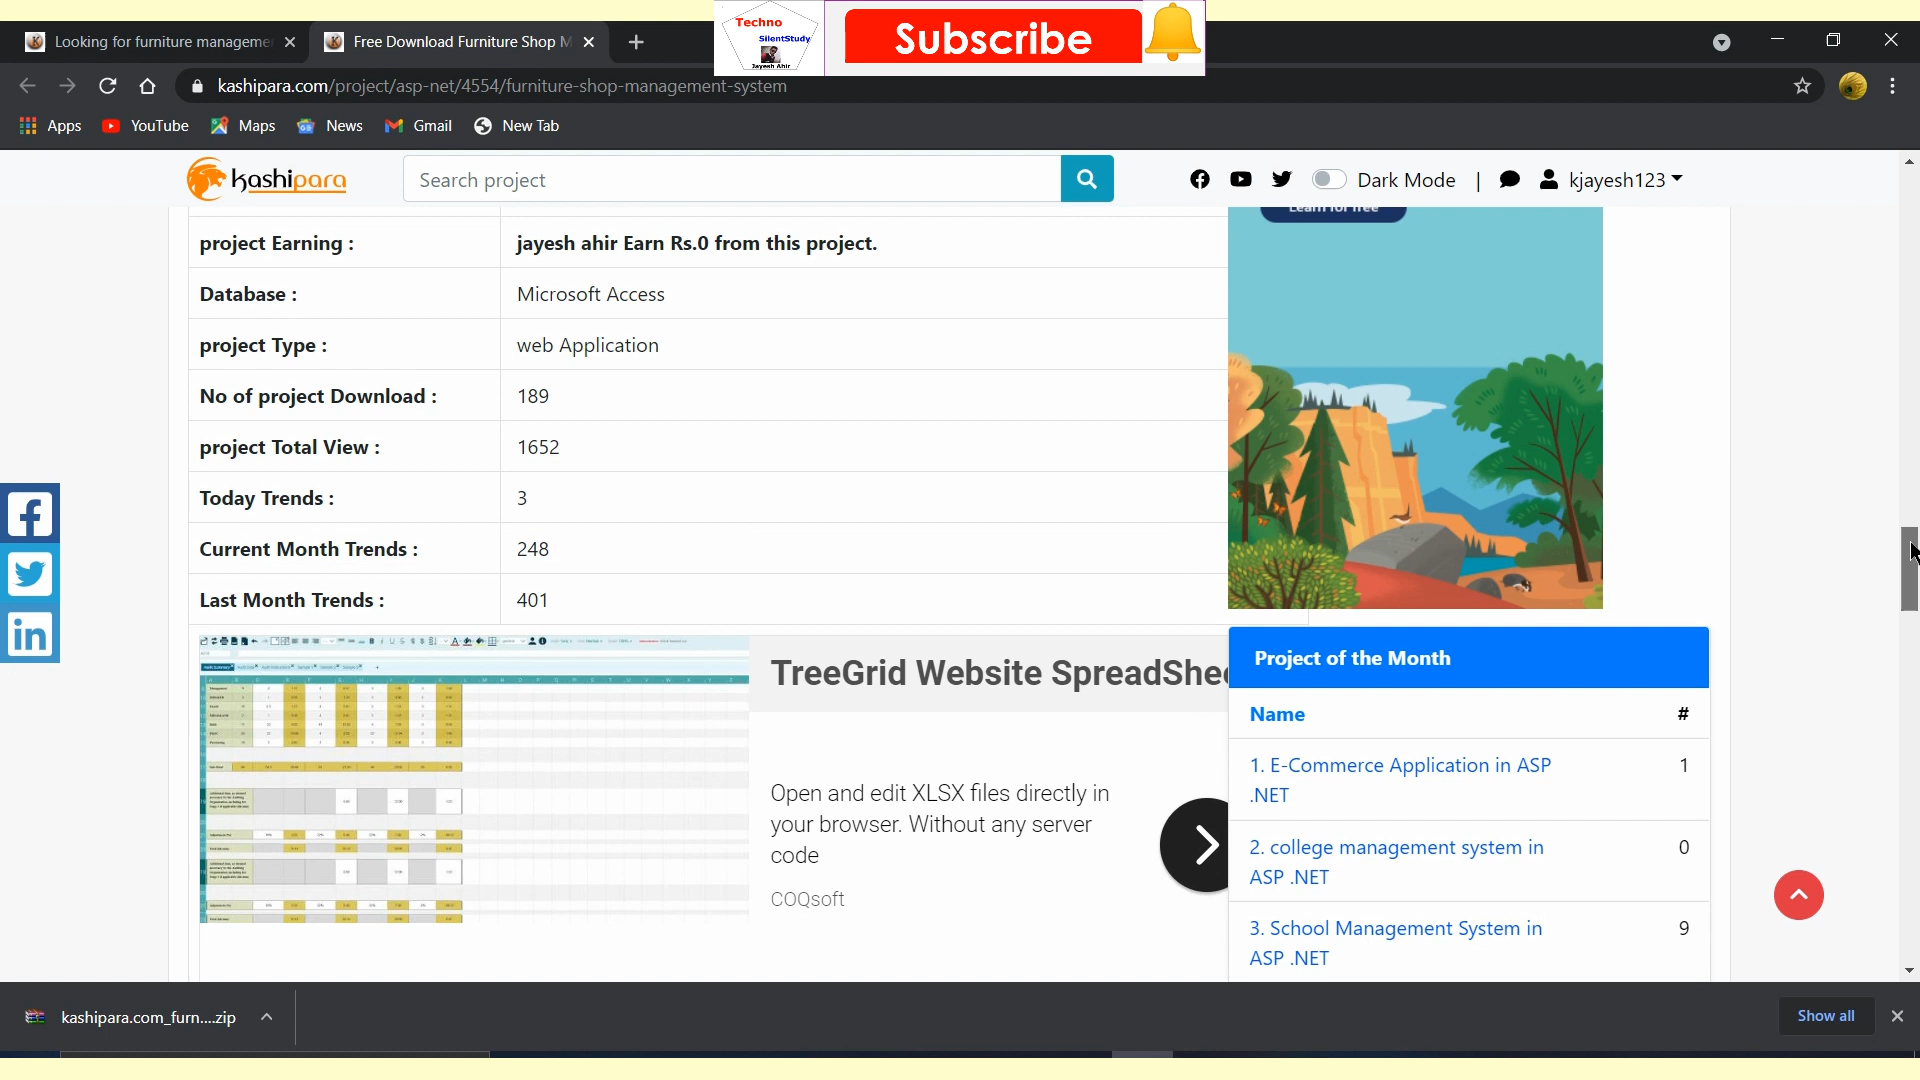 Techno
SilentStudy
Jayesh Ahir
Subscribe
Looking for furniture manageme
Free Download Furniture Shop M
kashipara.com/project/asp-net/4554/furniture-shop-management-system
Apps
YouTube
Maps
News
Gmail
New Tab
kashipara
Search project
Dark Mode
|
kjayesh123
Learn for free
project Earning :
jayesh ahir Earn Rs.0 from this project.
Database :
Microsoft Access
project Type :
web Application
No of project Download :
189
project Total View :
1652
Today Trends :
3
Current Month Trends :
248
Last Month Trends :
401
TreeGrid Website SpreadShee
Open and edit XLSX files directly in
your browser. Without any server
code
COQsoft
Project of the Month
Name
#
1. E-Commerce Application in ASP
.NET
1
2. college management system in
ASP .NET
0
3. School Management System in
ASP .NET
9
kashipara.com_furn....zip
Show all